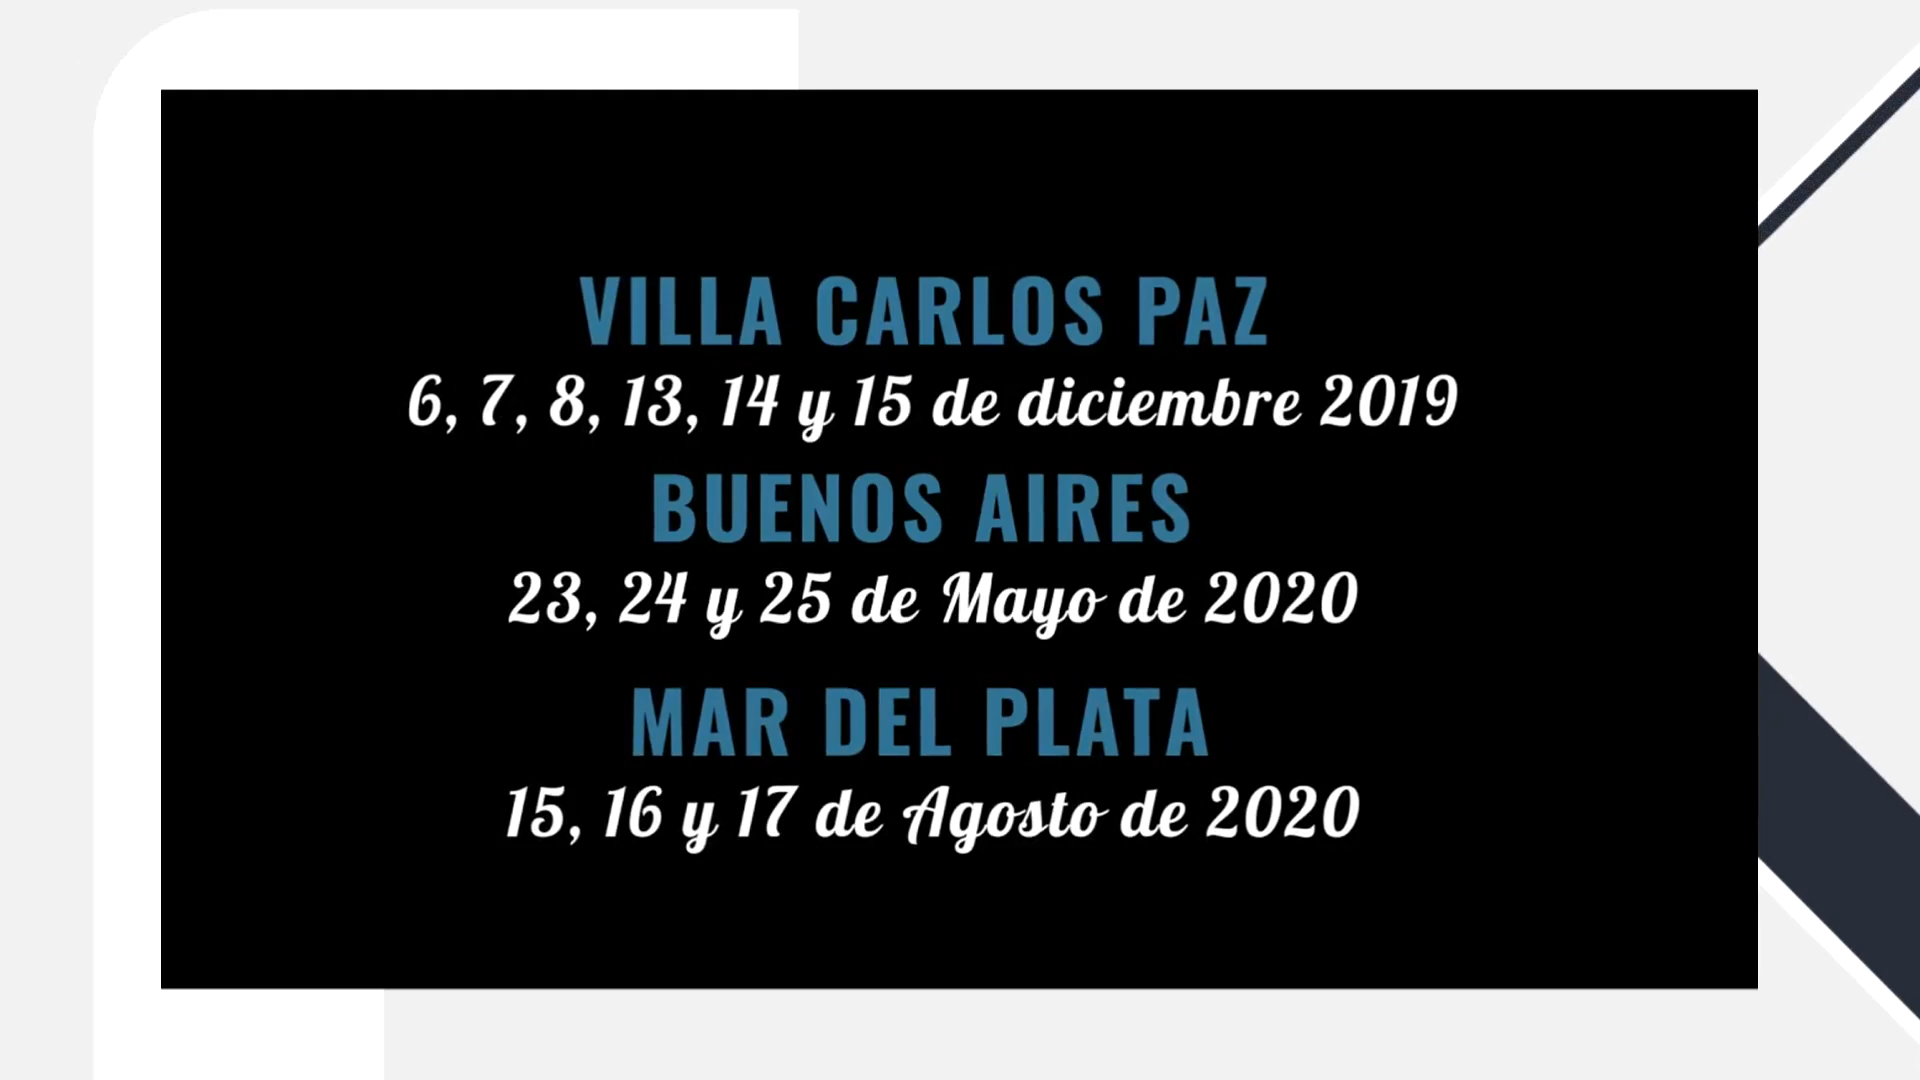 VILLA CARLOS PAZ
6, 7, 8, 13, 14 y 15 de diciembre 2019
BUENOS AIRES
23, 24 y 25 de Mayo de 2020
MAR DEL PLATA
15, 16 y 17 de Agosto de 2020